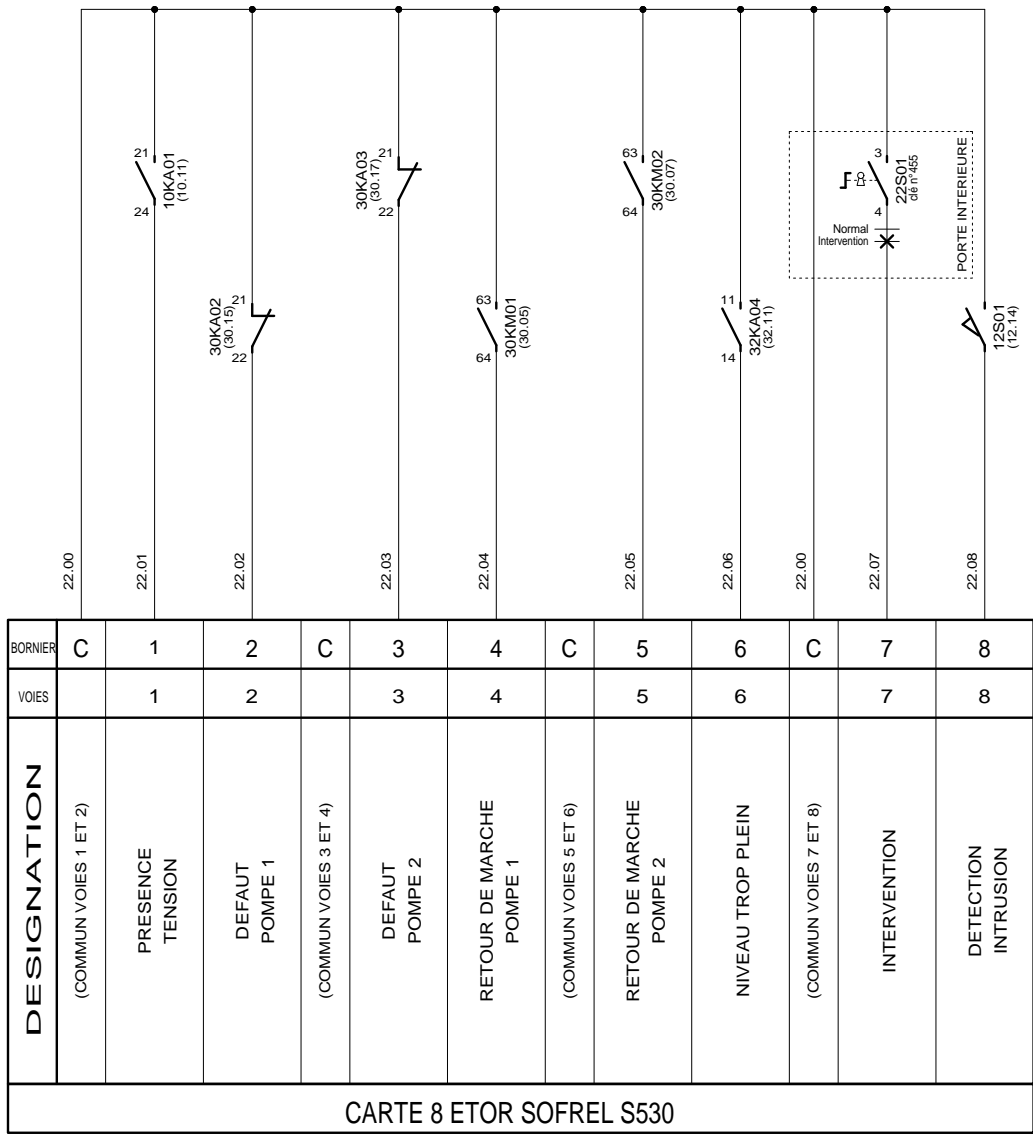 21
10KA01
(10.11)
24
21
30KA03
(30.17)
22
63
30KM02
(30.07)
64
3
22S01
clé n°455
4
Normal
Intervention
PORTE INTERIEURE
21
30KA02
(30.15)
22
63
30KM01
(30.05)
64
11
32KA04
(32.11)
14
12S01
(12.14)
22.00
22.01
22.02
22.03
22.04
22.05
22.06
22.00
22.07
22.08
BORNIER C 1 2 C 3 4 C 5 6 C 7 8
VOIES 1 2 3 4 5 6 7 8
DESIGNATION
(COMMUN VOIES 1 ET 2)
PRESENCE
TENSION
DEFAUT
POMPE 1
(COMMUN VOIES 3 ET 4)
DEFAUT
POMPE 2
RETOUR DE MARCHE
POMPE 1
(COMMUN VOIES 5 ET 6)
RETOUR DE MARCHE
POMPE 2
NIVEAU TROP PLEIN
(COMMUN VOIES 7 ET 8)
INTERVENTION
DETECTION
INTRUSION
CARTE 8 ETOR SOFREL S530